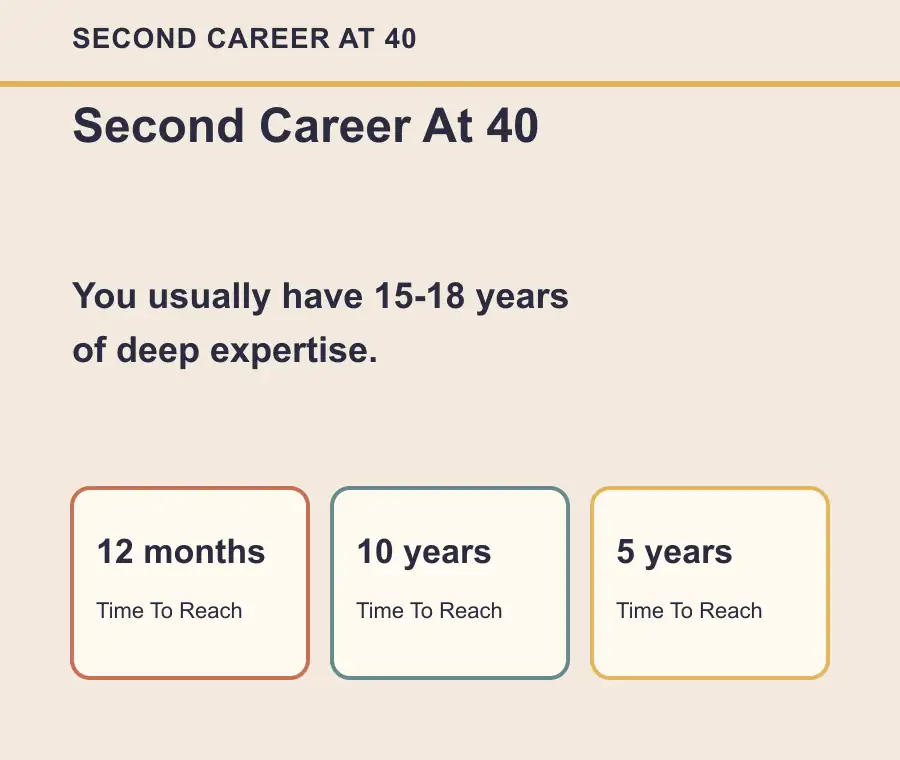 SECOND CAREER AT 40
Second Career At 40
You usually have 15-18 years
of deep expertise.
12 months
Time To Reach
10 years
Time To Reach
5 years
Time To Reach